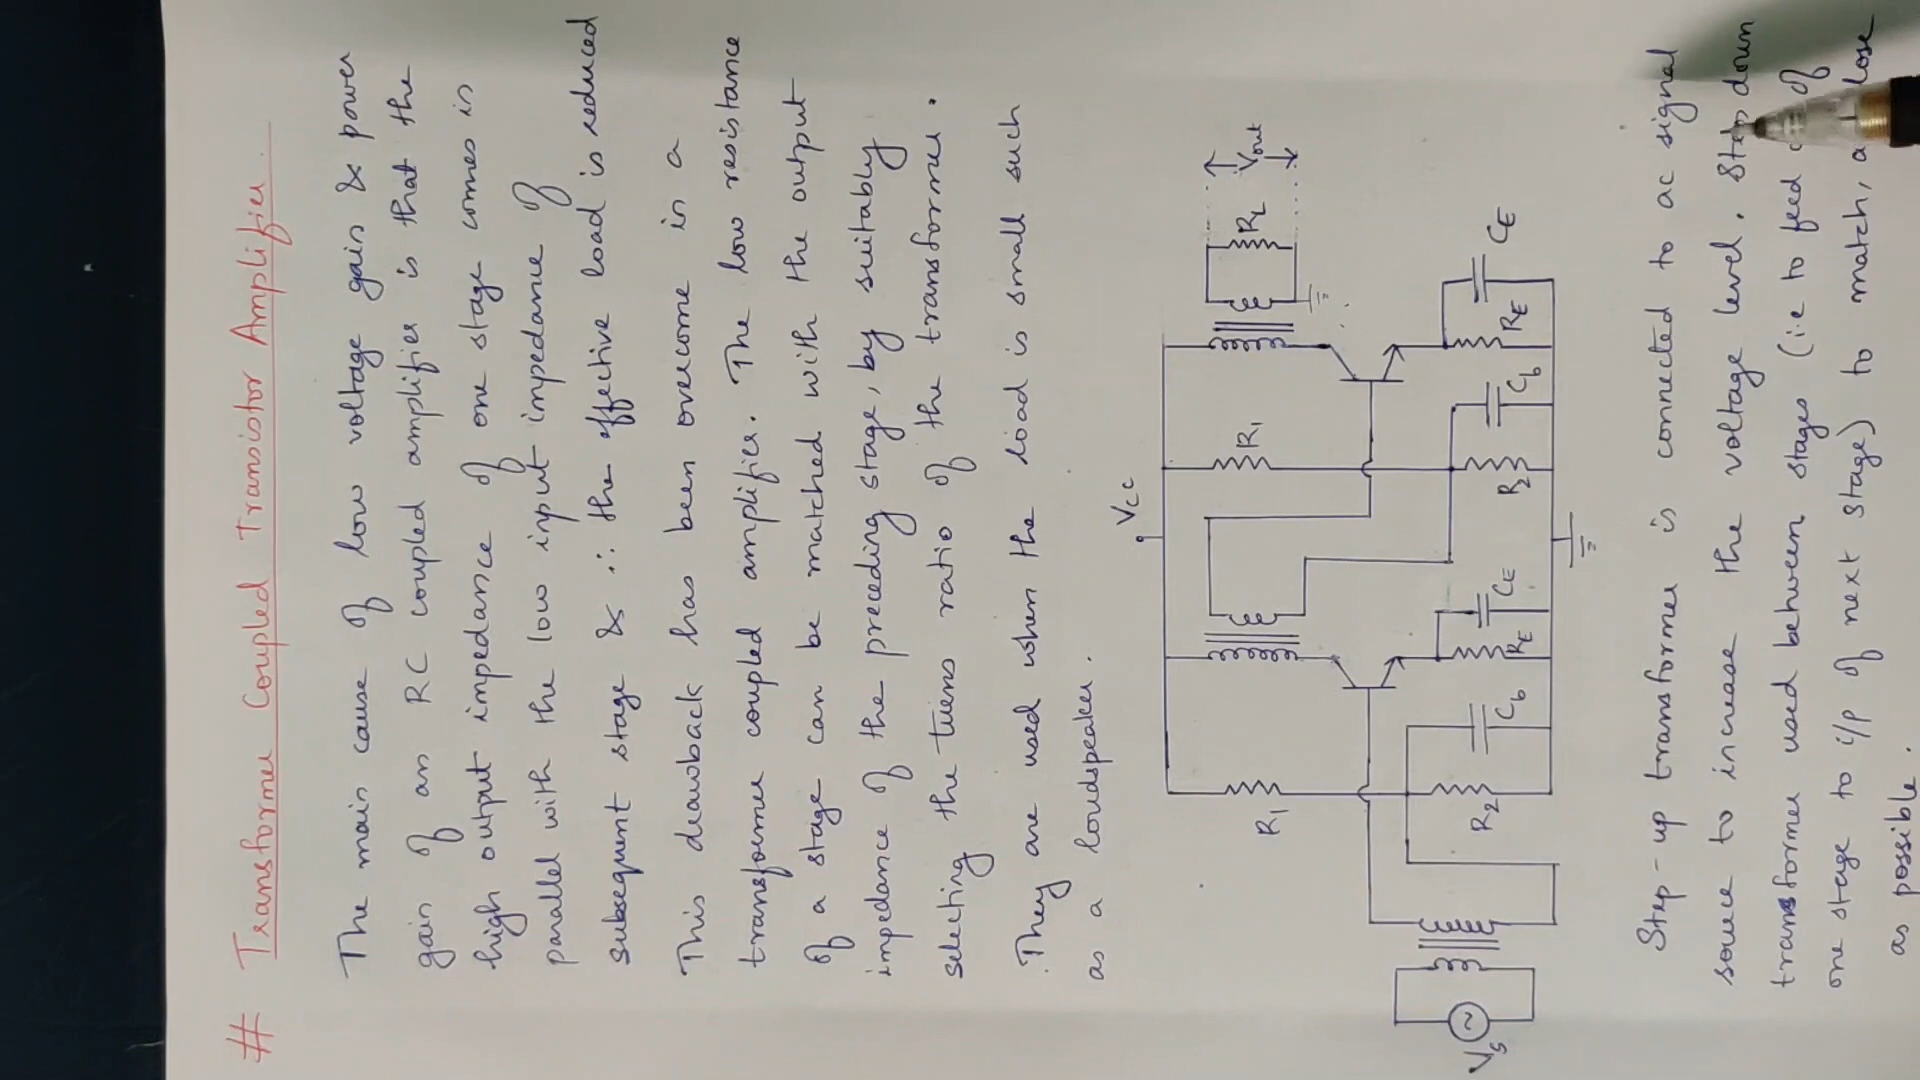 # Transformer Coupled Transistor Amplifier
The main cause of low voltage gain & power
gain of an RC coupled amplifier is that the
high output impedance of one stage comes in
parallel with the low input impedance of
subsequent stage & ∴ the effective load is reduced
This drawback has been overcome in a
transformer coupled amplifier. The low resistance
of a stage can be matched with the output
impedance of the preceding stage, by suitably
selecting the turns ratio of the transformer.
They are used when the load is small such
as a loudspeaker.
VCC
R1
R1
RL
Vout
VS
R2
Cb
RE
CE
R2
Cb
RE
CE
Step-up transformer is connected to ac signal
source to increase the voltage level. Step down
transformer used between stages (i.e to feed of
one stage to i/p of next stage) to match, a
as possible.